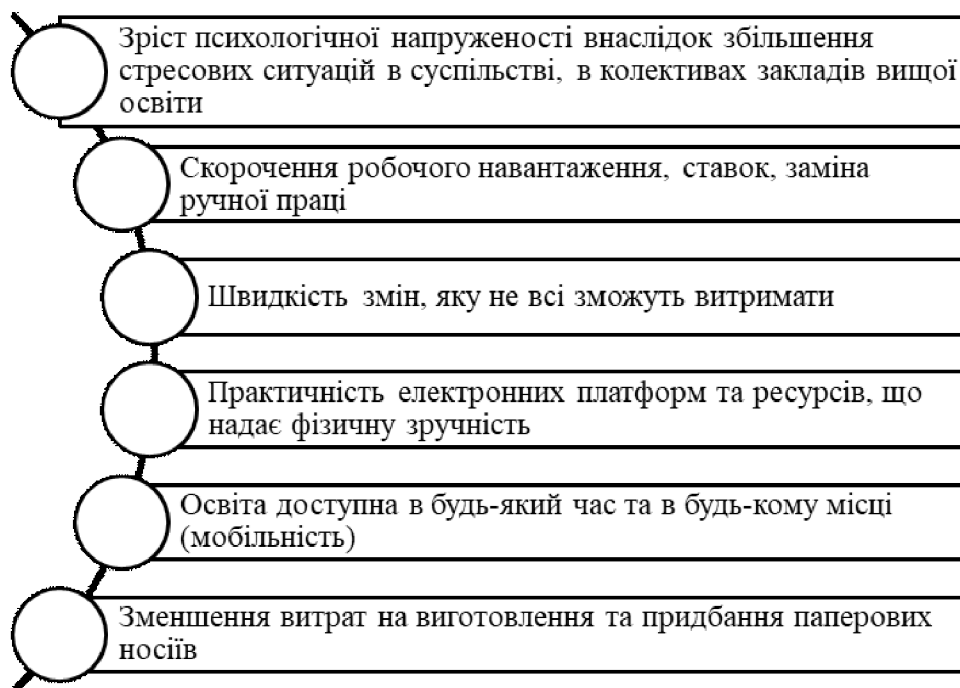 Зріст психологічної напруженості внаслідок збільшення
стресових ситуацій в суспільстві, в колективах закладів вищої
освіти
Скорочення робочого навантаження, ставок, заміна
ручної праці
Швидкість змін, яку не всі зможуть витримати
Практичність електронних платформ та ресурсів, що
надає фізичну зручність
Освіта доступна в будь-який час та в будь-кому місці
(мобільність)
Зменшення витрат на виготовлення та придбання паперових
носіїв